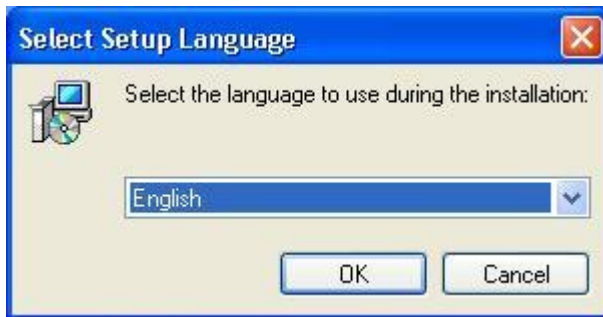 Select Setup Language
Select the language to use during the installation:
English
OK
Cancel